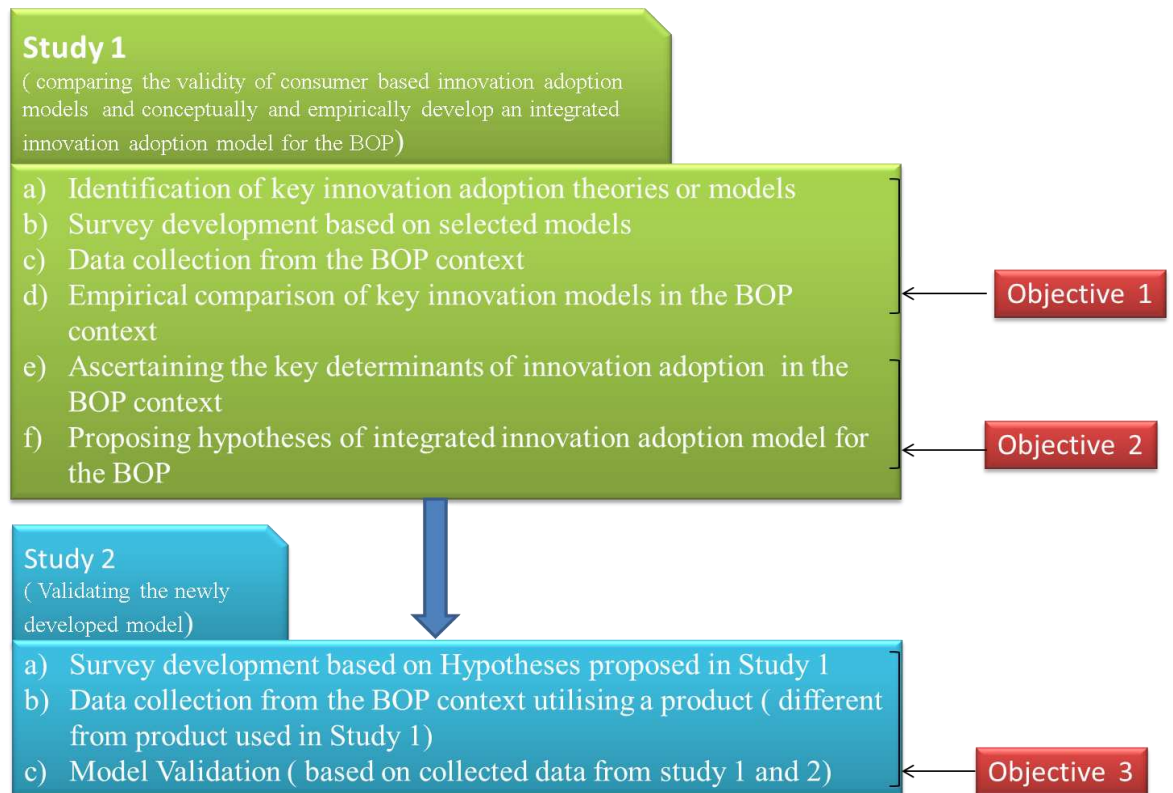 Study 1
( comparing the validity of consumer based innovation adoption
models and conceptually and empirically develop an integrated
innovation adoption model for the BOP)
a) Identification of key innovation adoption theories or models
b) Survey development based on selected models
c) Data collection from the BOP context
d) Empirical comparison of key innovation models in the BOP
context
e) Ascertaining the key determinants of innovation adoption in the
BOP context
f) Proposing hypotheses of integrated innovation adoption model for
the BOP
Objective 1
Objective 2
Study 2
( Validating the newly
developed model)
a) Survey development based on Hypotheses proposed in Study 1
b) Data collection from the BOP context utilising a product ( different
from product used in Study 1)
c) Model Validation ( based on collected data from study 1 and 2)
Objective 3